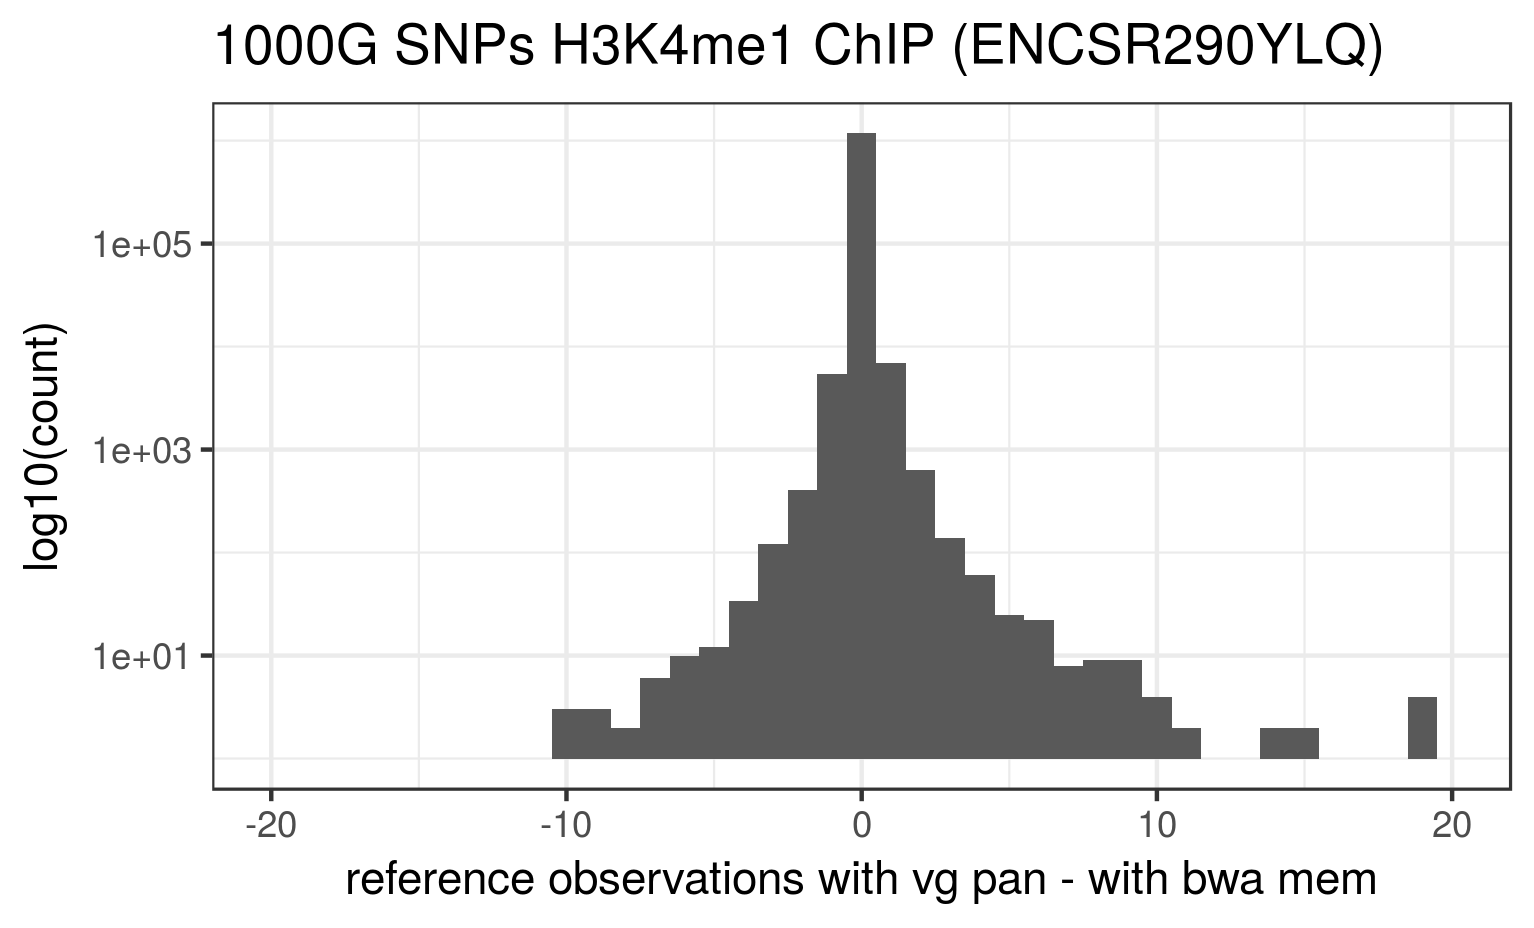 1000G SNPs H3K4me1 ChIP (ENCSR290YLQ)
log10(count)
1e+05
1e+03
1e+01
-20 -10 0 10 20
reference observations with vg pan - with bwa mem